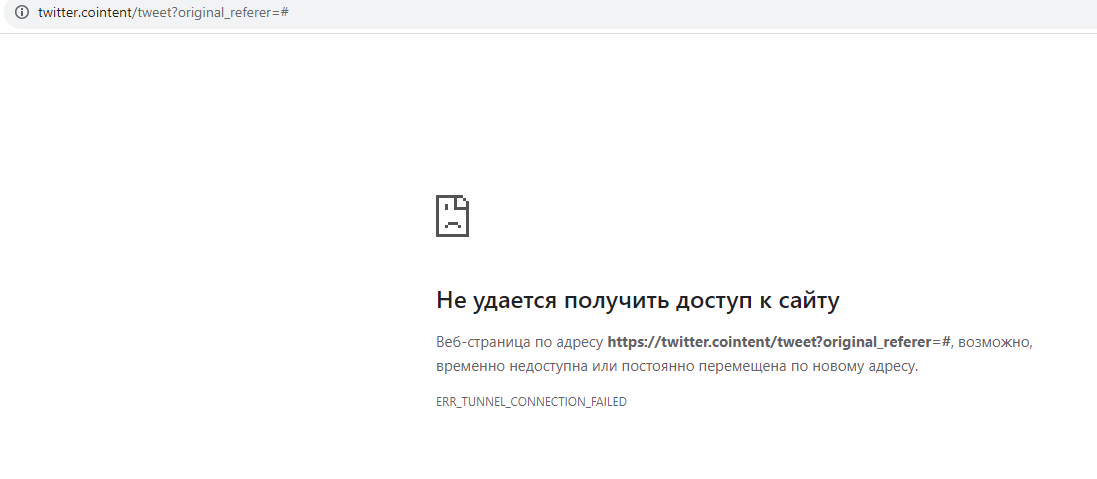 twitter.cointent/tweet?original_referer=#
Не удается получить доступ к сайту
Веб-страница по адресу https://twitter.cointent/tweet?original_referer=#, возможно,
временно недоступна или постоянно перемещена по новому адресу.
ERR_TUNNEL_CONNECTION_FAILED